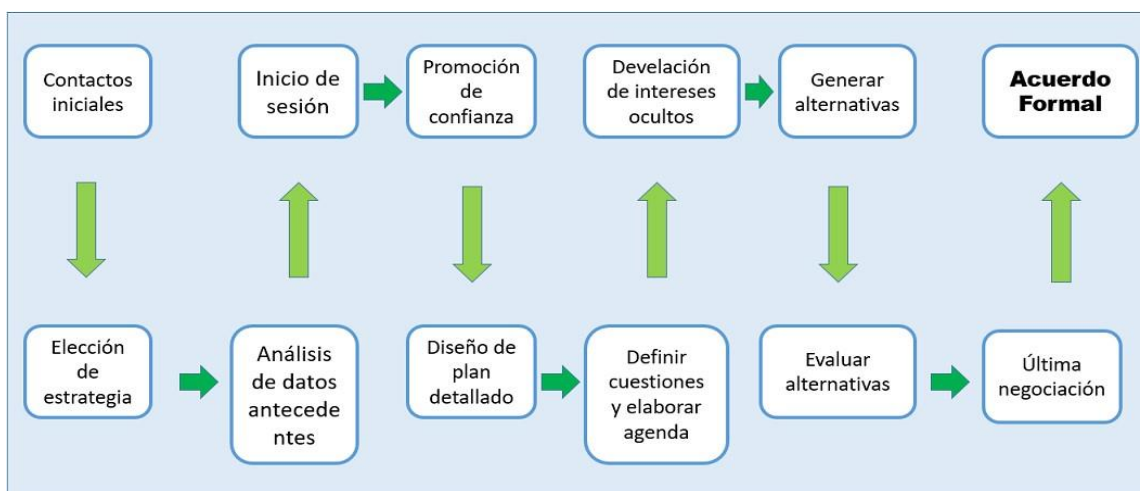 Contactos
iniciales
Inicio de
sesión
Promoción
de
confianza
Develación
de intereses
ocultos
Generar
alternativas
Acuerdo
Formal
Elección
de
estrategia
Análisis
de datos
antecede
ntes
Diseño de
plan
detallado
Definir
cuestiones
y elaborar
agenda
Evaluar
alternativas
Última
negociación